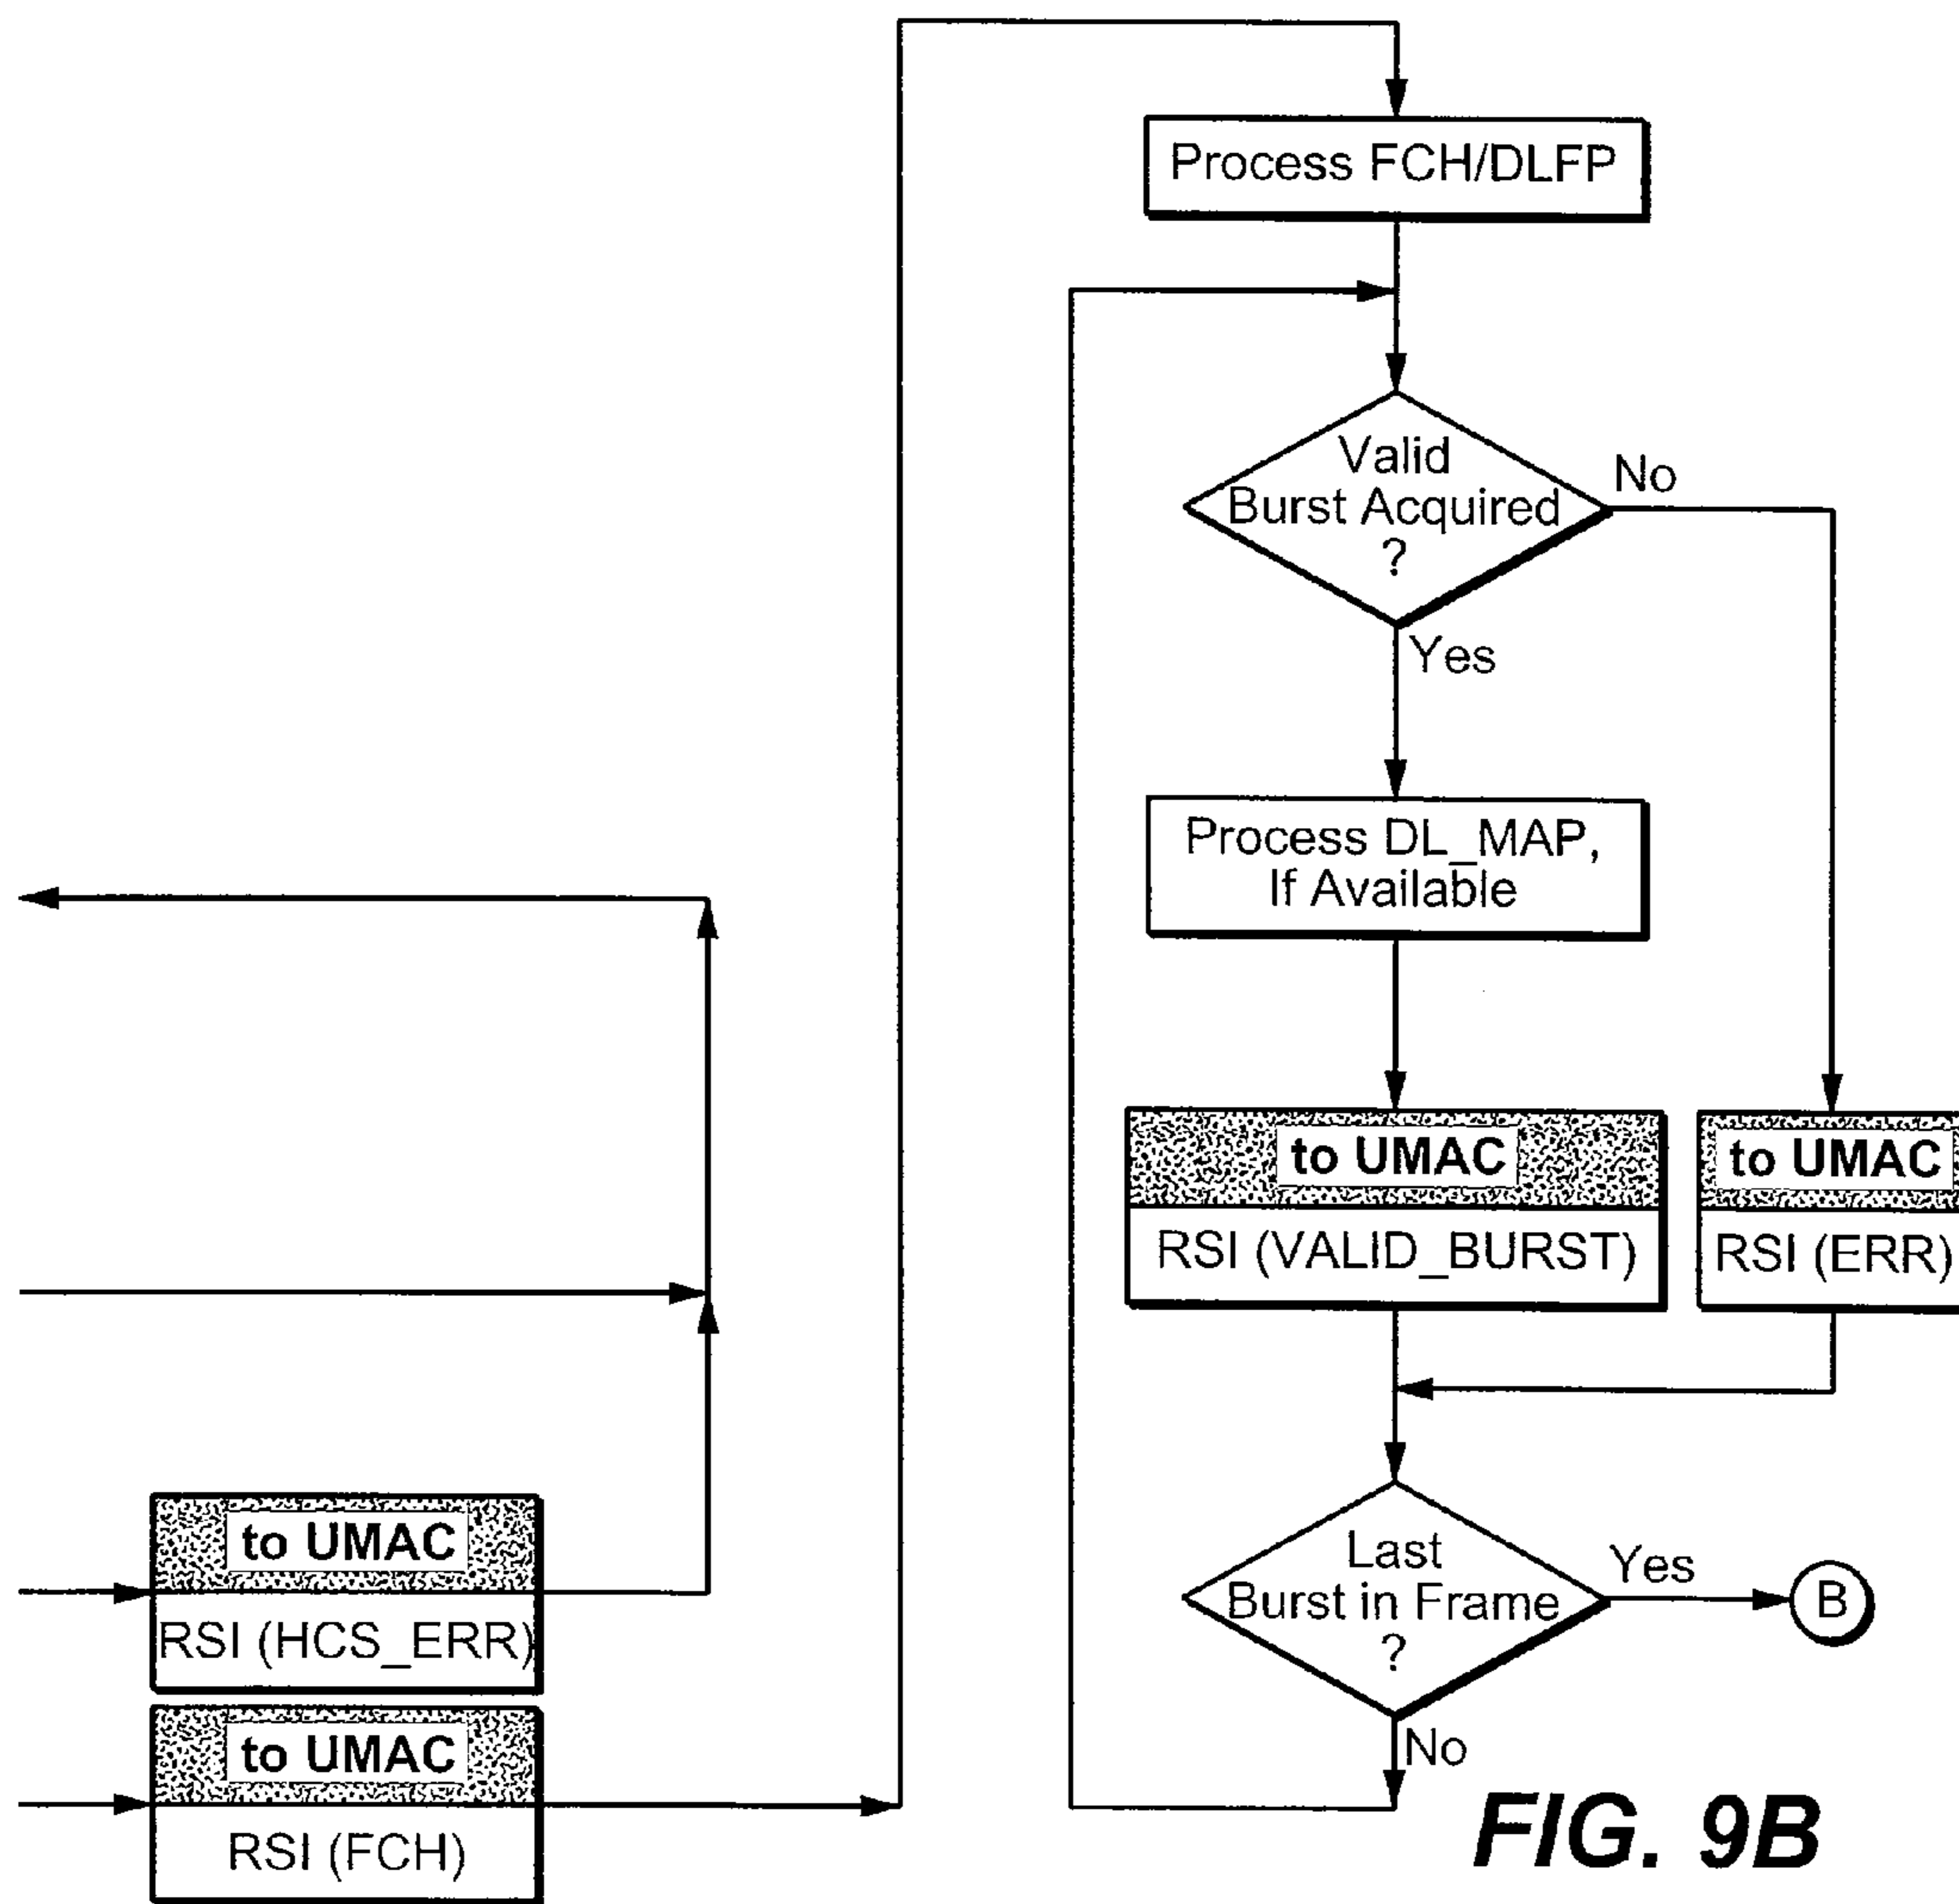 Process FCH/DLFP
Valid
Burst Acquired
?
No
Yes
Process DL_MAP,
If Available
to UMAC
RSI (VALID_BURST)
to UMAC
RSI (ERR)
Last
Burst in Frame
?
Yes
B
No
to UMAC
RSI (HCS_ERR)
to UMAC
RSI (FCH)
FIG. 9B